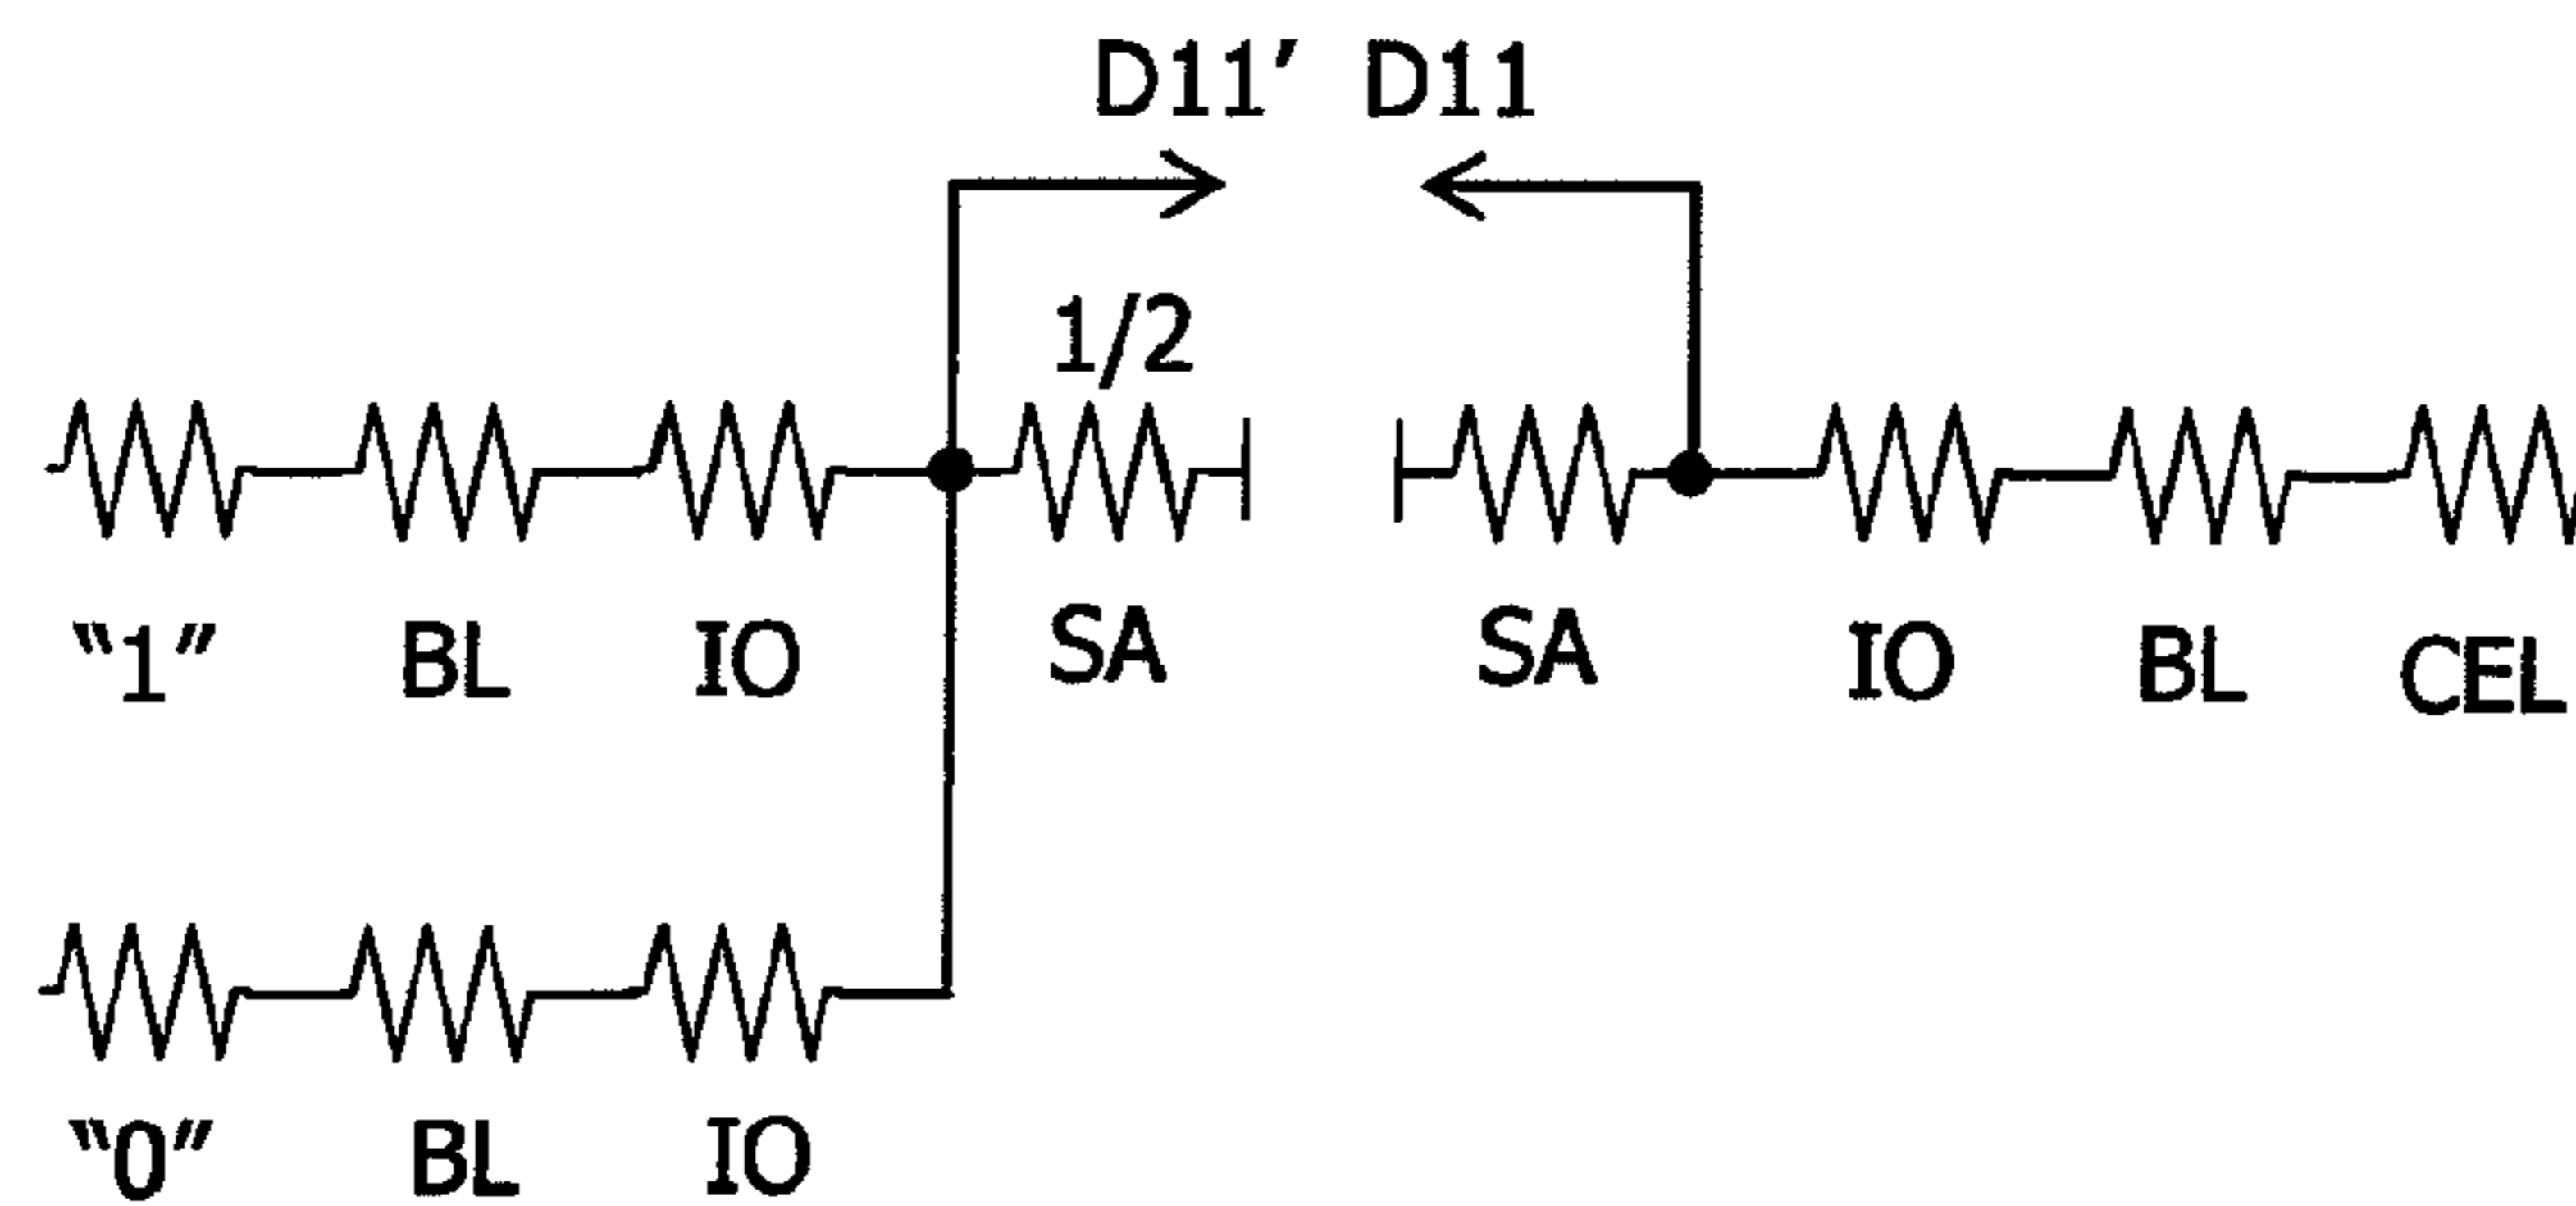 D11′ D11
1/2
“1” BL IO SA SA IO BL CEL
“0” BL IO